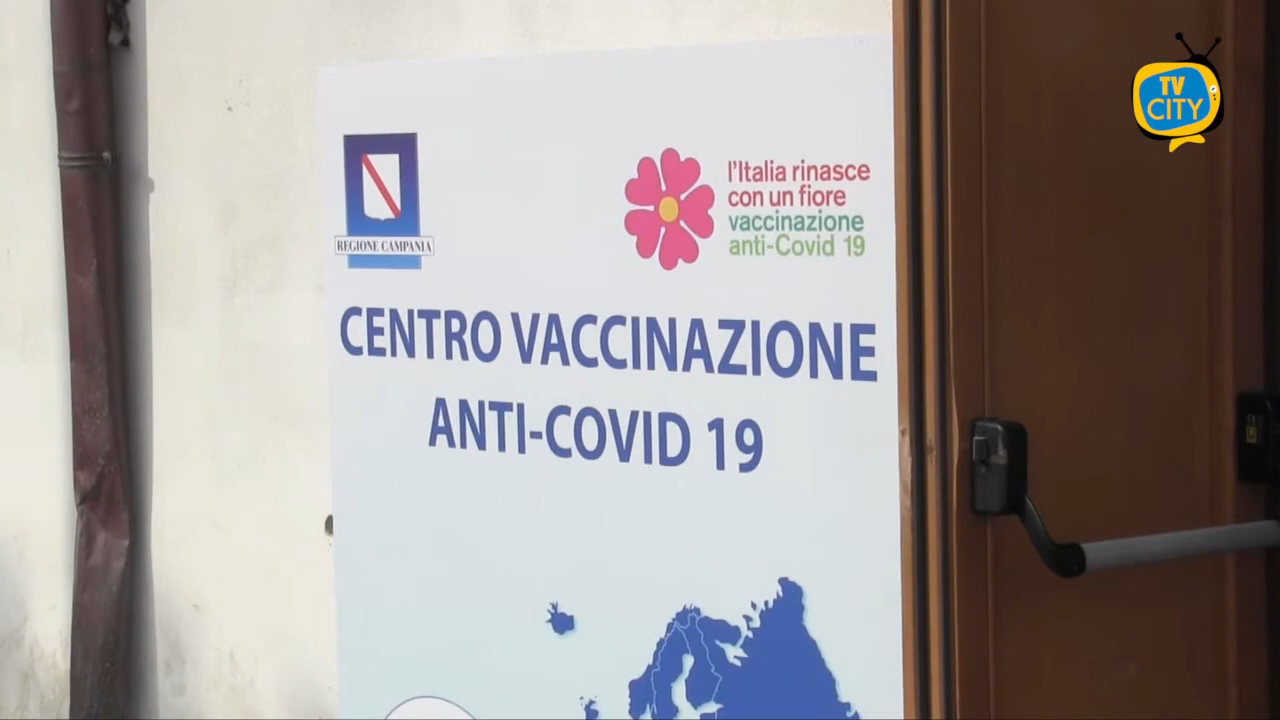 TV
CITY
REGIONE CAMPANIA
l'Italia rinasce
con un fiore
vaccinazione
anti-Covid 19
CENTRO VACCINAZIONE
ANTI-COVID 19